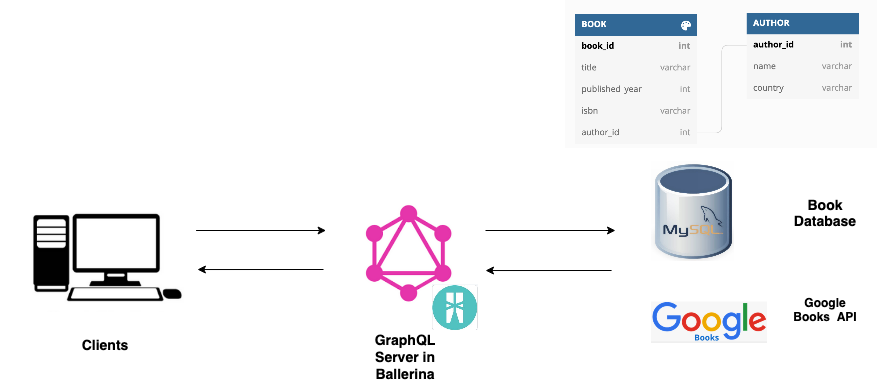 BOOK
book_id int
title varchar
published year int
isbn varchar
author_id int
AUTHOR
author_id int
name varchar
country varchar
MySQL
Book
Database
Google
Books
Google
Books API
Clients
GraphQL
Server in
Ballerina